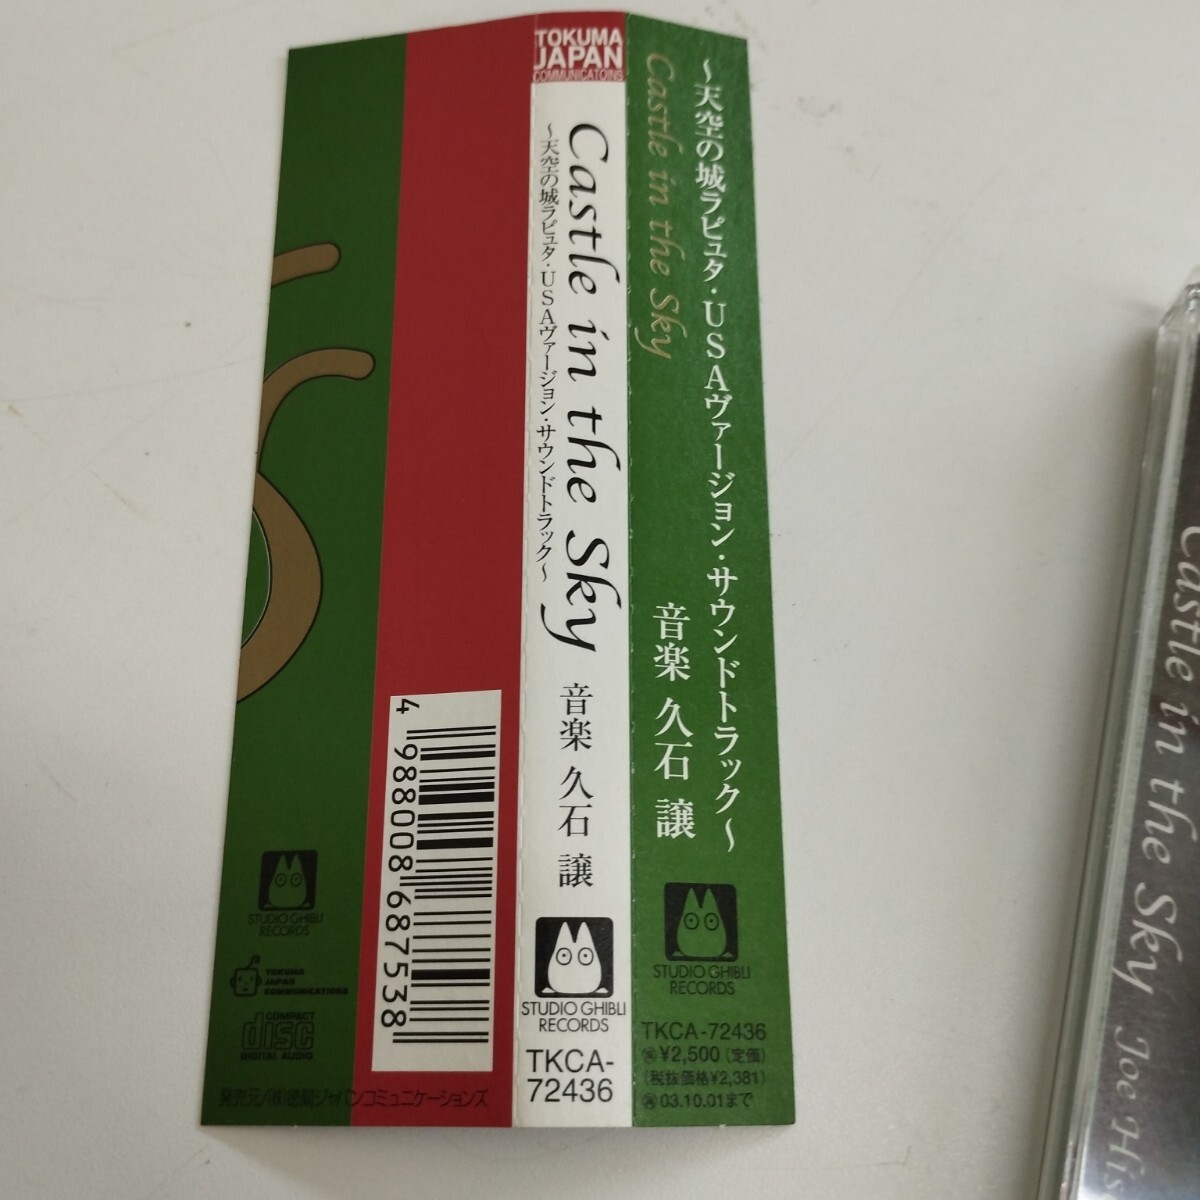 ～天空の城ラピュタ・USAヴァージョン・サウンドトラック～
Castle in the Sky
音楽 久石 譲
STUDIO GHIBLI
RECORDS
TKCA-72436
¥2,500 (定価)
(税抜価格¥2,381)
03.10.01まで
TOKUMA
JAPAN
COMMUNICATOINS
Castle in the Sky
～天空の城ラピュタ・USAヴァージョン・サウンドトラック～
音楽 久石 譲
STUDIO GHIBLI
RECORDS
TKCA-
72436
4 988008 687538
STUDIO GHIBLI
RECORDS
TOKUMA
JAPAN
COMMUNICATIONS
COMPACT
disc
DIGITAL AUDIO
発売元/(株)徳間ジャパンコミュニケーションズ
Castle in the Sky Joe His